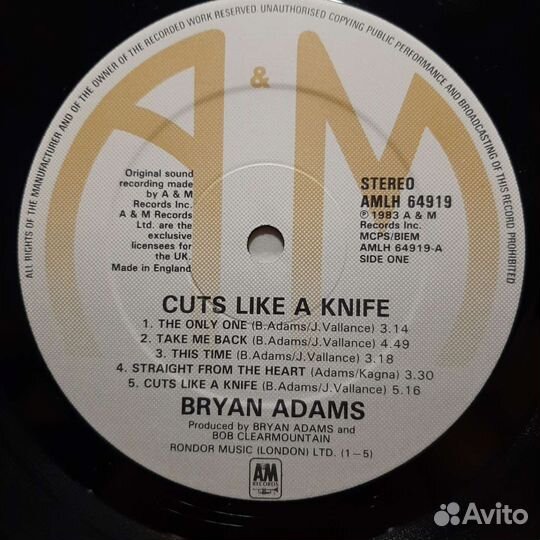 ALL RIGHTS OF THE MANUFACTURER AND OF THE OWNER OF THE RECORDED WORK RESERVED UNAUTHORISED COPYING PUBLIC PERFORMANCE AND BROADCASTING OF THIS RECORD PROHIBITED
A & M
Original sound
recording made
by A & M
Records Inc.
A & M Records
Ltd. are the
exclusive
licensees for
the UK.
Made in England
STEREO
AMLH 64919
℗ 1983 A & M
Records Inc.
MCPS/BIEM
AMLH 64919-A
SIDE ONE
CUTS LIKE A KNIFE
1. THE ONLY ONE (B.Adams/J.Vallance) 3.14
2. TAKE ME BACK (B.Adams/J.Vallance) 4.49
3. THIS TIME (B.Adams/J.Vallance) 3.18
4. STRAIGHT FROM THE HEART (Adams/Kagna) 3.30
5. CUTS LIKE A KNIFE (B.Adams/J.Vallance) 5.16
BRYAN ADAMS
Produced by BRYAN ADAMS and
BOB CLEARMOUNTAIN
RONDOR MUSIC (LONDON) LTD. (1-5)
AM
RECORDS
Avito